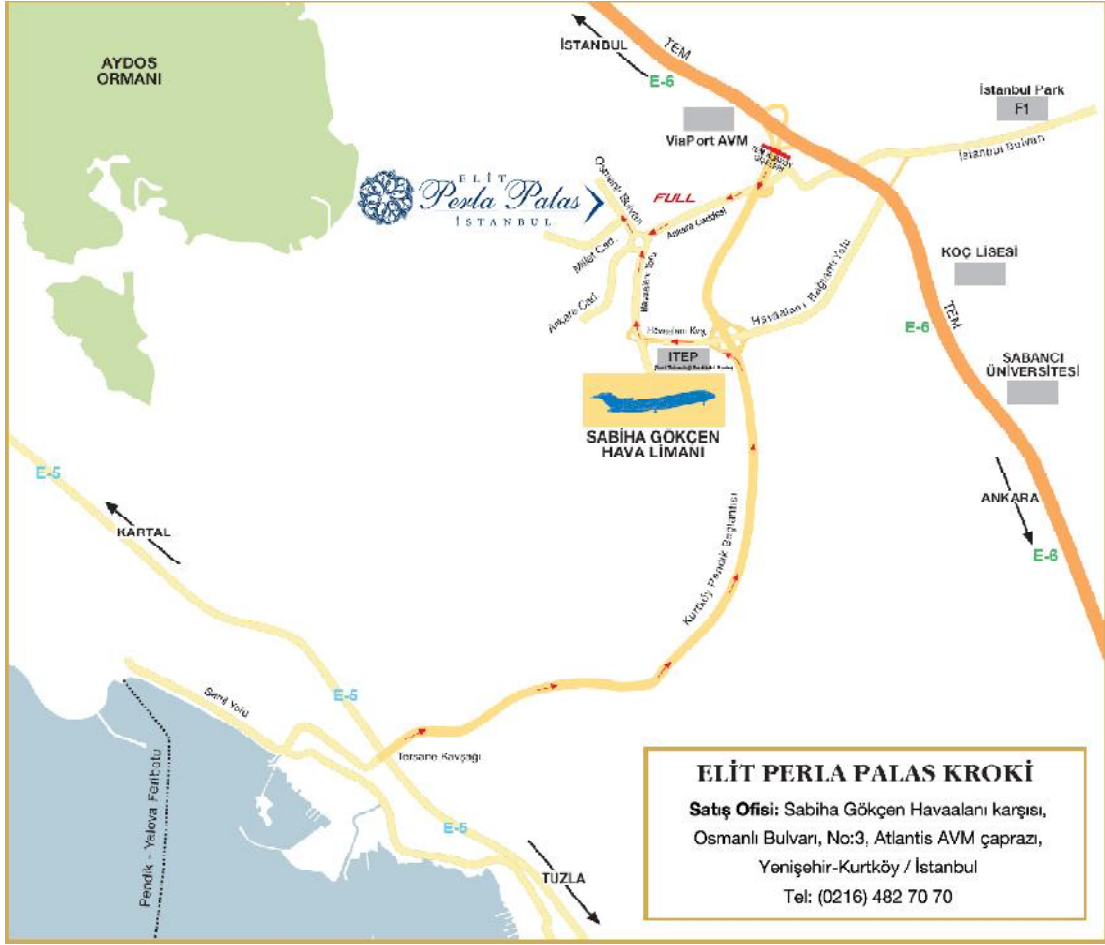 AYDOS
ORMANI
İSTANBUL
TEM
E-6
İstanbul Park
F1
ViaPort AVM
İstanbul Bulvarı
ELİT
Perla Palas
İSTANBUL
Osmanlı Bulvarı
FULL
Ankara Caddesi
Millet Cad.
Havaalanı Yolu
Ankara Cad.
Havaalanı Bağlantı Yolu
KOÇ LİSESİ
E-6
TEM
Havaalanı Kvş.
İTEP
SABANCI
ÜNİVERSİTESİ
SABİHA GÖKÇEN
HAVA LİMANI
E-5
KARTAL
ANKARA
E-6
Kurtköy Pendik Bağlantısı
Sahil Yolu
E-5
Tersane Kavşağı
Pendik - Yalova Feribotu
E-5
TUZLA
ELİT PERLA PALAS KROKİ
Satış Ofisi: Sabiha Gökçen Havaalanı karşısı,
Osmanlı Bulvarı, No:3, Atlantis AVM çaprazı,
Yenişehir-Kurtköy / İstanbul
Tel: (0216) 482 70 70